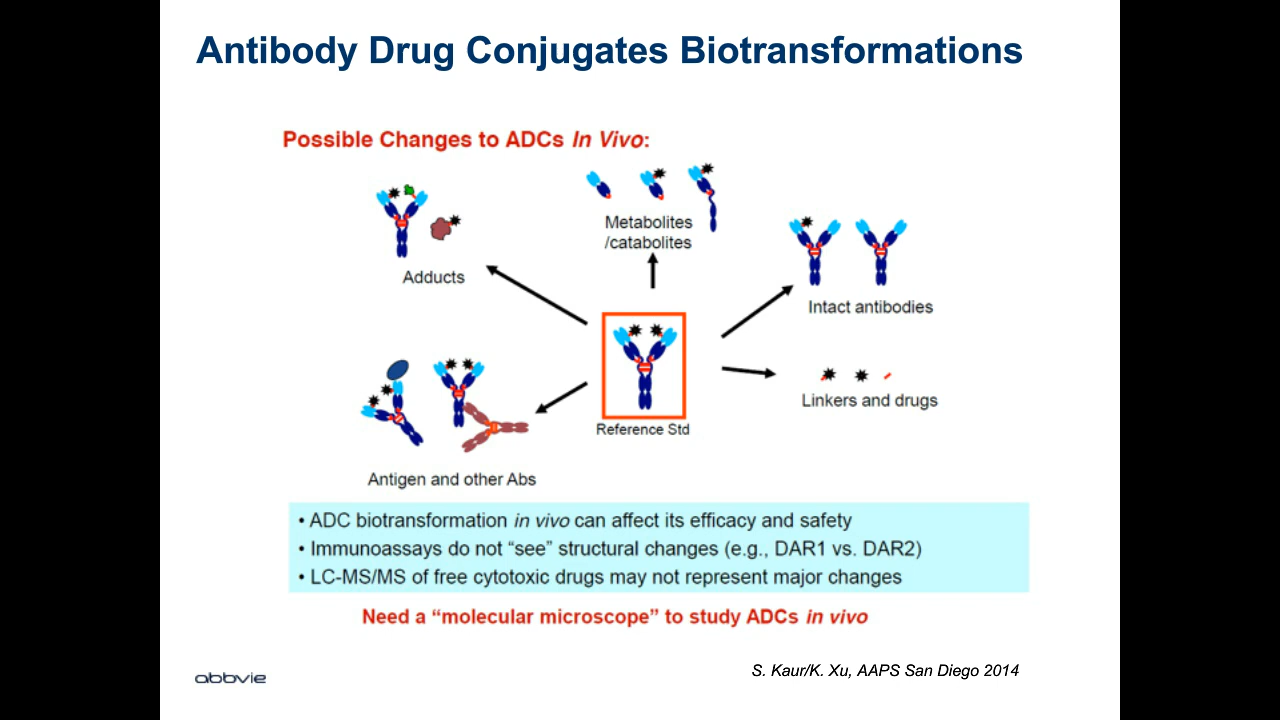 Antibody Drug Conjugates Biotransformations
Possible Changes to ADCs In Vivo:
Adducts
Metabolites
/catabolites
Intact antibodies
Linkers and drugs
Reference Std
Antigen and other Abs
• ADC biotransformation in vivo can affect its efficacy and safety
• Immunoassays do not “see” structural changes (e.g., DAR1 vs. DAR2)
• LC-MS/MS of free cytotoxic drugs may not represent major changes
Need a “molecular microscope” to study ADCs in vivo
abbvie
S. Kaur/K. Xu, AAPS San Diego 2014